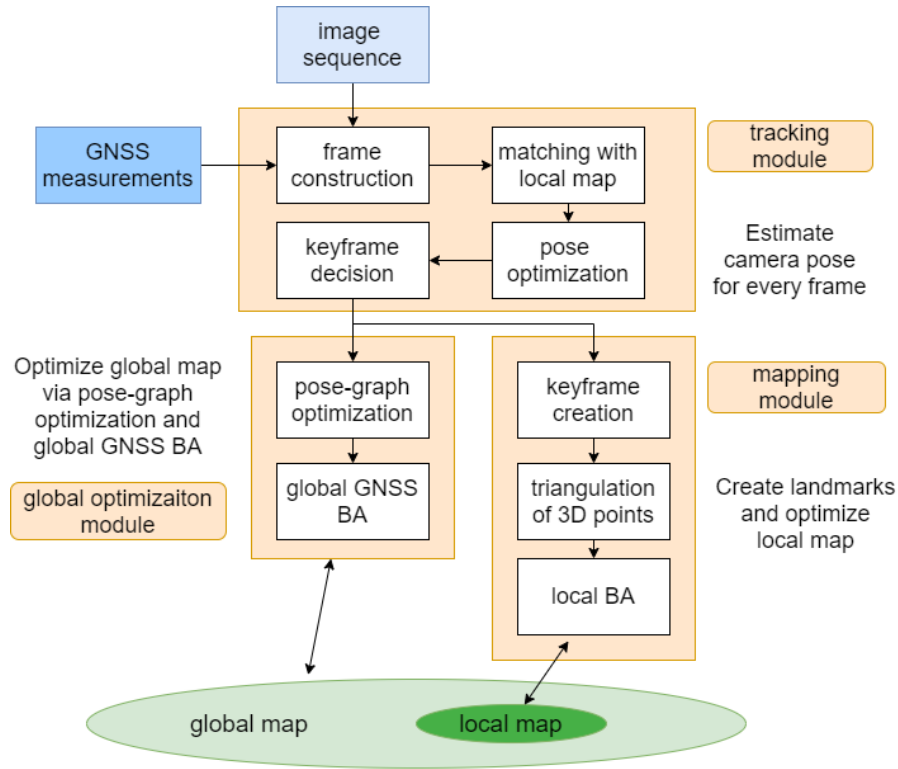 image
sequence
GNSS
measurements
frame
construction
matching with
local map
tracking
module
keyframe
decision
pose
optimization
Estimate
camera pose
for every frame
Optimize global map
via pose-graph
optimization and
global GNSS BA
pose-graph
optimization
keyframe
creation
mapping
module
global optimizaiton
module
global GNSS
BA
triangulation
of 3D points
Create landmarks
and optimize
local map
local BA
global map
local map